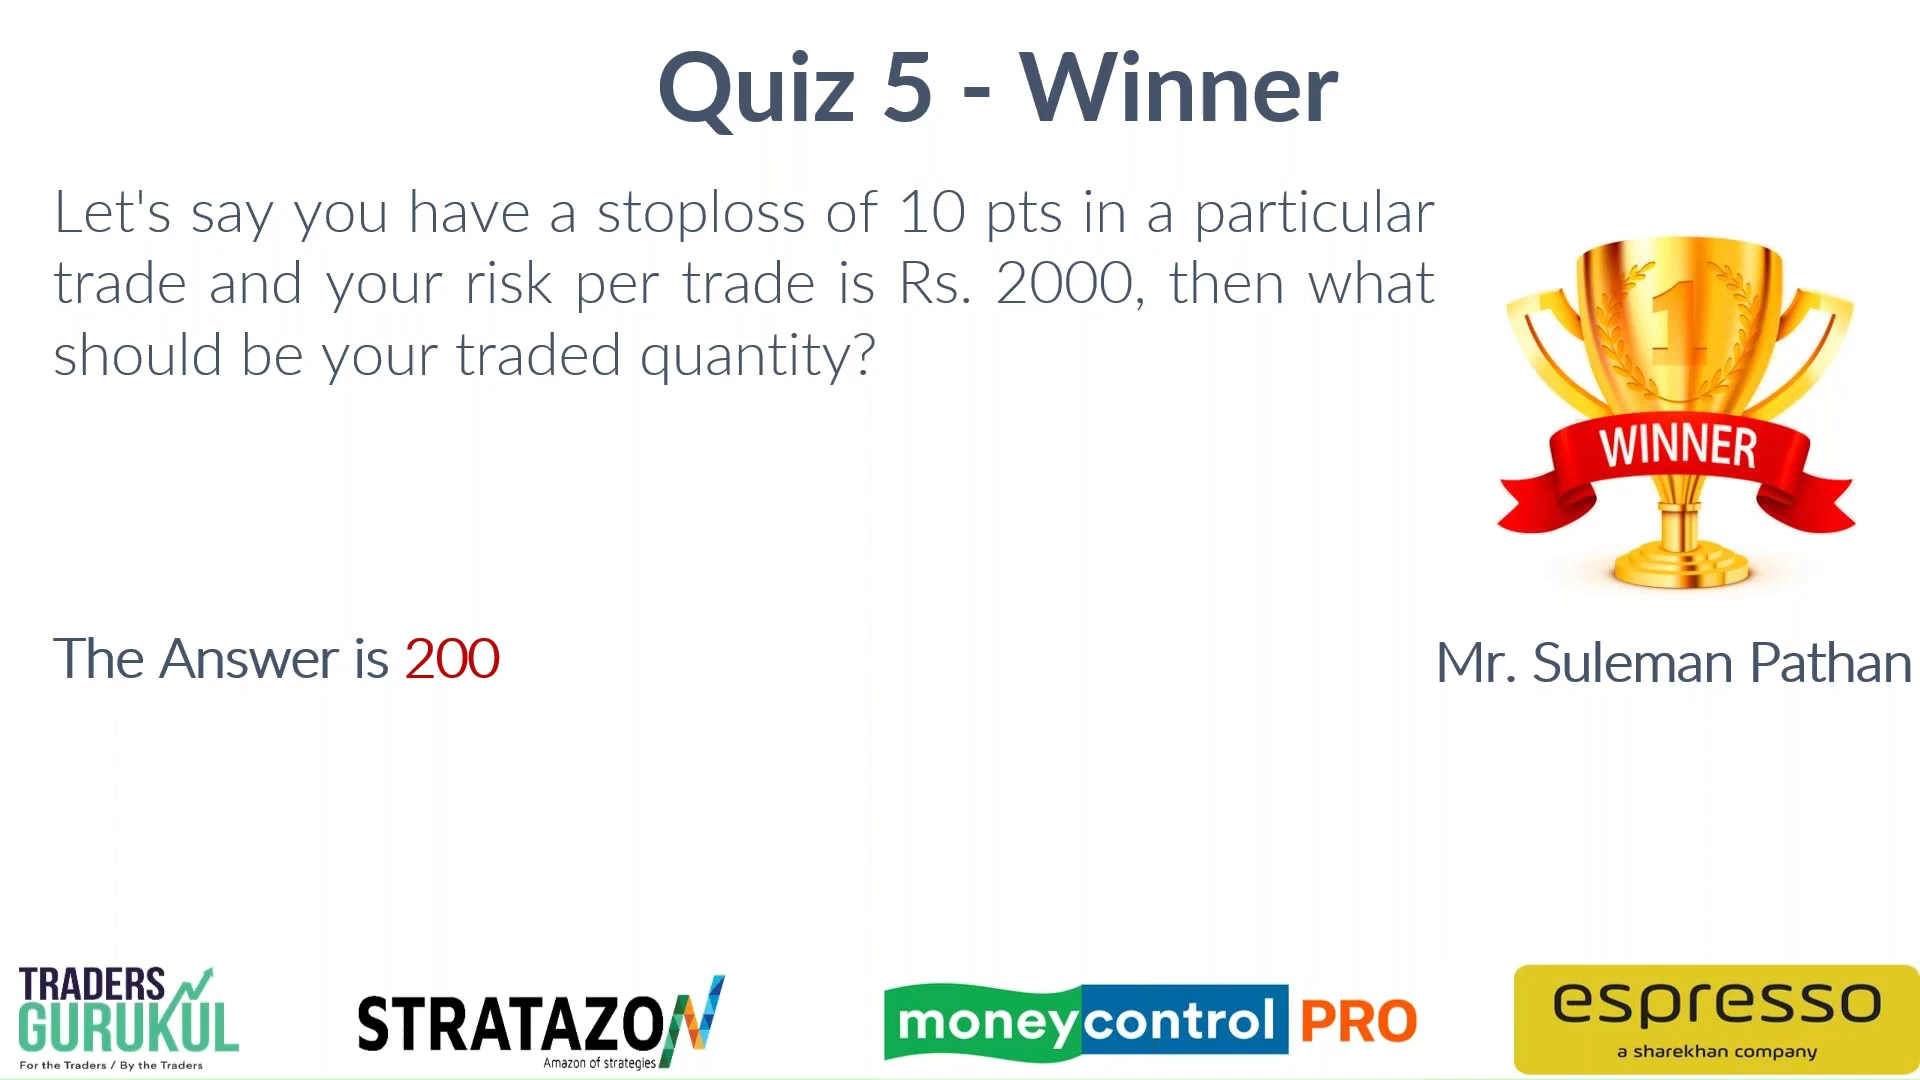 Quiz 5 - Winner
Let's say you have a stoploss of 10 pts in a particular
trade and your risk per trade is Rs. 2000, then what
should be your traded quantity?
1
WINNER
The Answer is 200
Mr. Suleman Pathan
TRADERS
GURUKUL
For the Traders / By the Traders
STRATAZON
Amazon of strategies
moneycontrol PRO
espresso
a sharekhan company